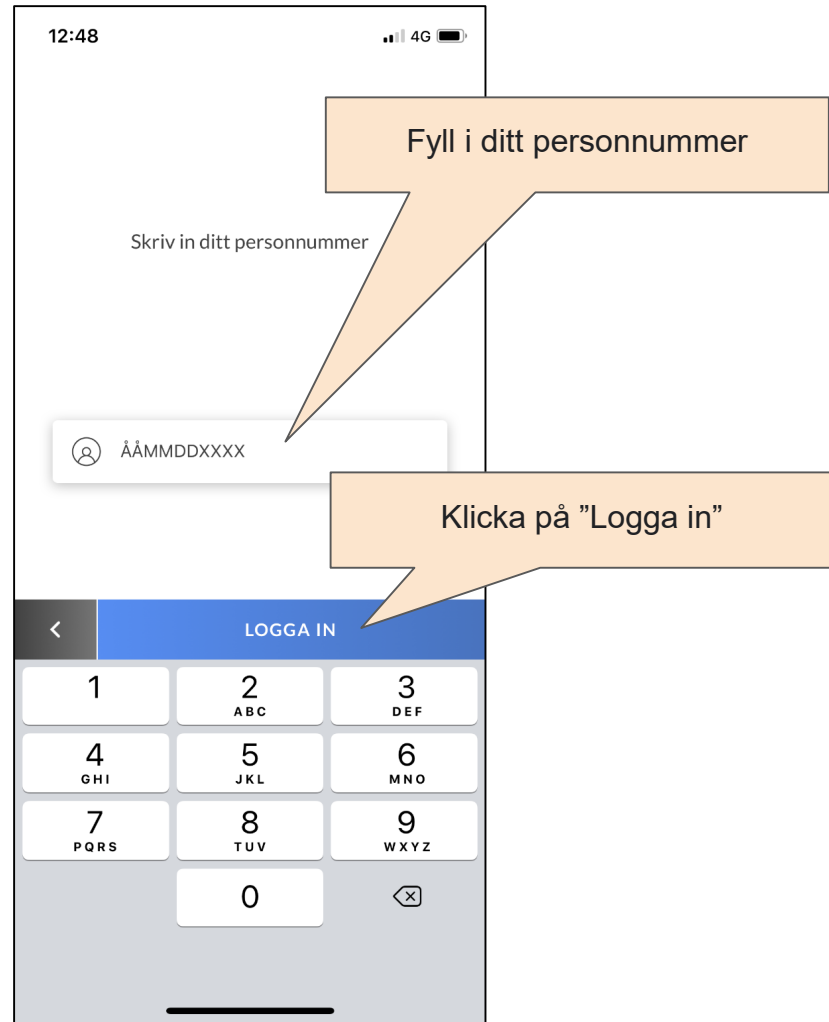 12:48
4G
Fyll i ditt personnummer
Skriv in ditt personnummer
ÅÅMMDDXXXX
Klicka på ”Logga in”
LOGGA IN
1
2
3
ABC
DEF
4
5
6
GHI
JKL
MNO
7
8
9
PQRS
TUV
WXYZ
0